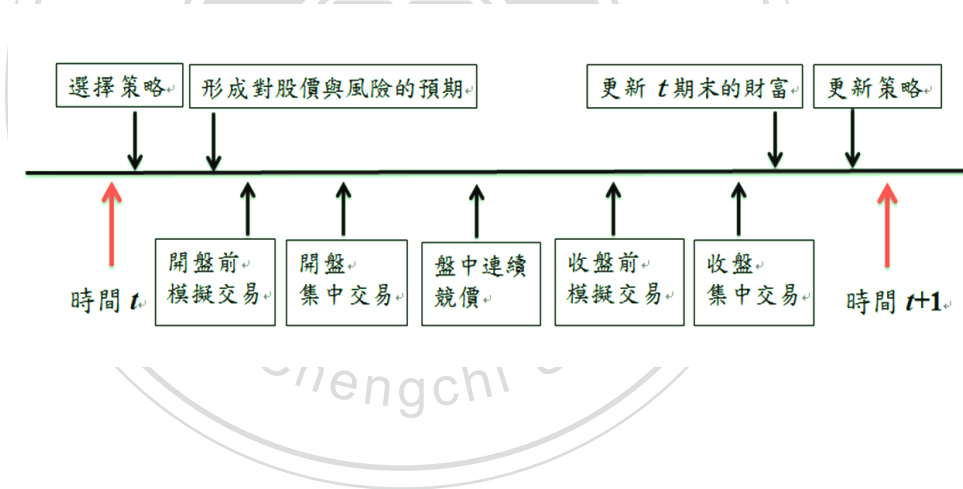 選擇策略
形成對股價與風險的預期
更新 t 期末的財富
更新策略
開盤前
模擬交易
開盤
集中交易
盤中連續
競價
收盤前
模擬交易
收盤
集中交易
時間 t
時間 t+1
hengchi